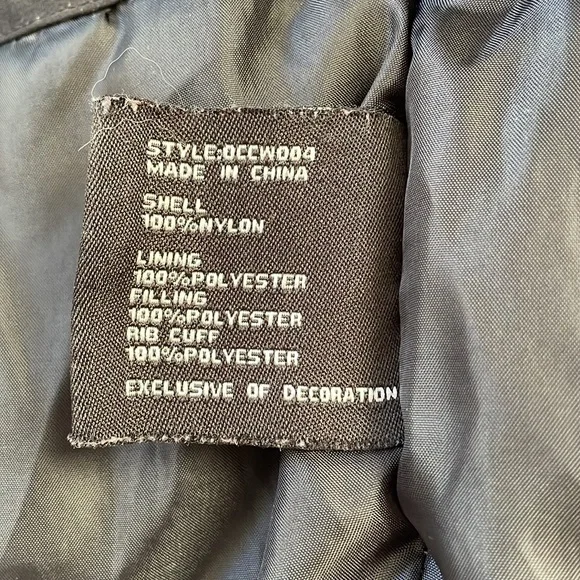 STYLE:OCCW004
MADE IN CHINA
SHELL
100%NYLON
LINING
100%POLYESTER
FILLING
100%POLYESTER
RIB CUFF
100%POLYESTER
EXCLUSIVE OF DECORATION